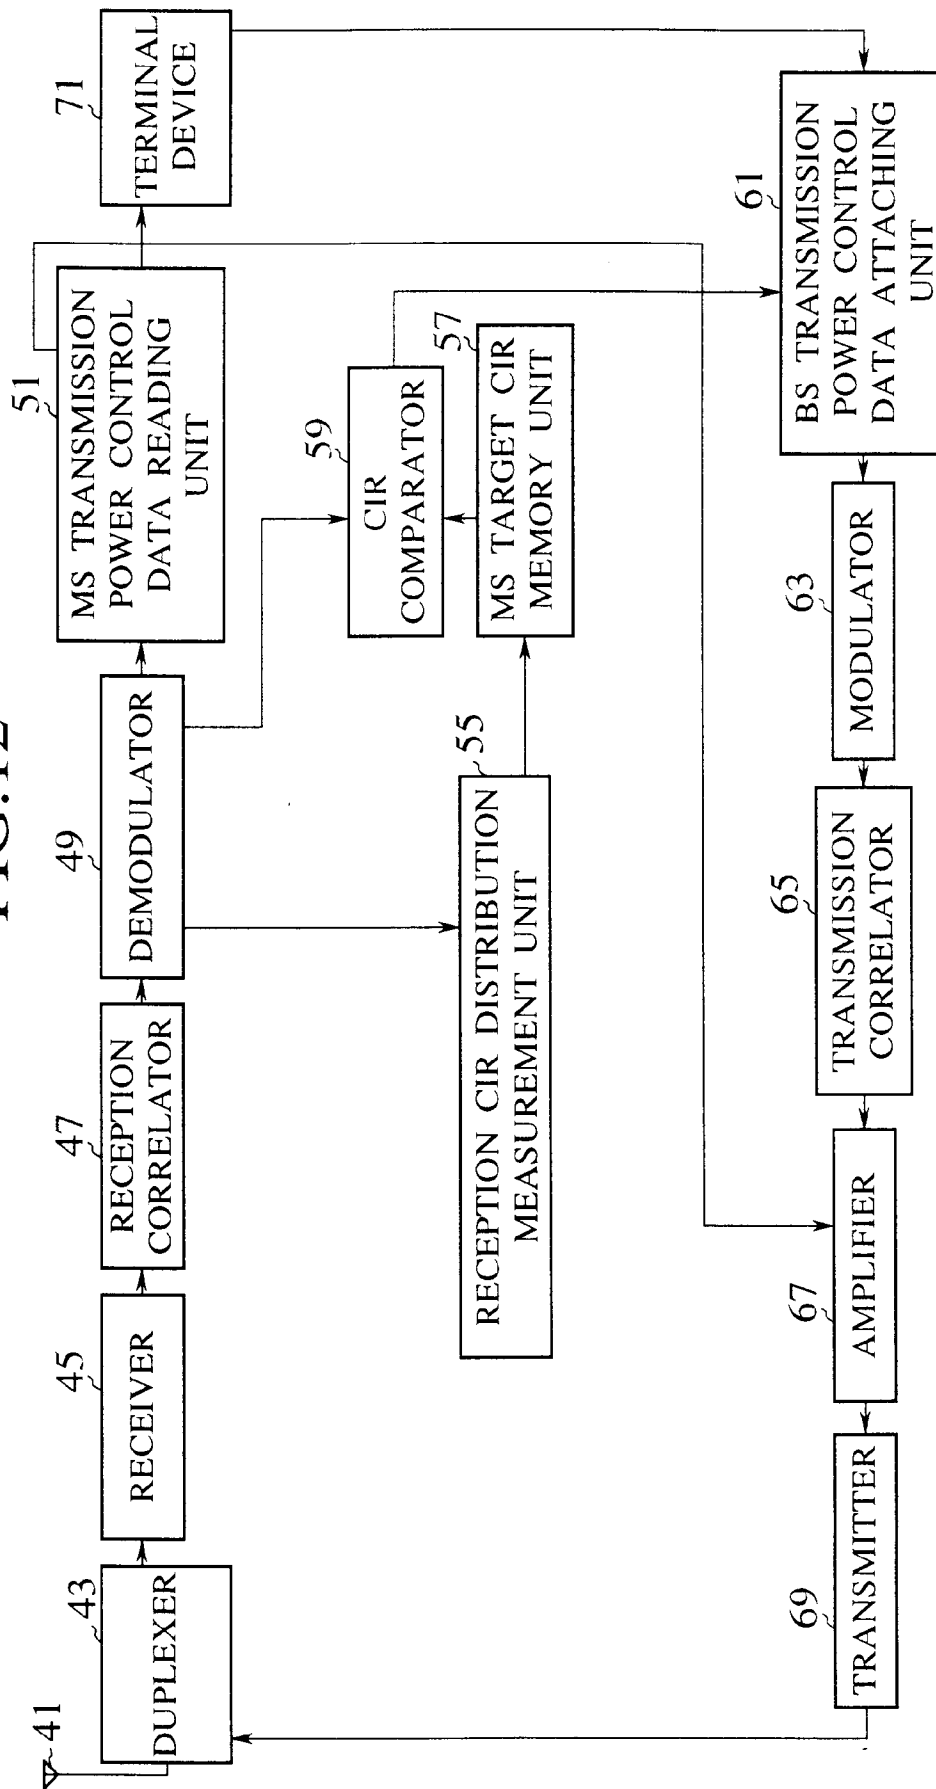 FIG.12
41
43
DUPLEXER
45
RECEIVER
47
RECEPTION
CORRELATOR
49
DEMODULATOR
51
MS TRANSMISSION
POWER CONTROL
DATA READING
UNIT
71
TERMINAL
DEVICE
59
CIR
COMPARATOR
57
MS TARGET CIR
MEMORY UNIT
55
RECEPTION CIR DISTRIBUTION
MEASUREMENT UNIT
69
TRANSMITTER
67
AMPLIFIER
65
TRANSMISSION
CORRELATOR
63
MODULATOR
61
BS TRANSMISSION
POWER CONTROL
DATA ATTACHING
UNIT